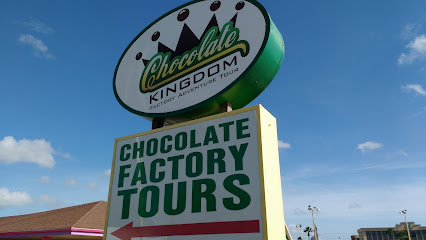 Chocolate
KINGDOM
FACTORY ADVENTURE TOUR
CHOCOLATE
FACTORY
TOURS